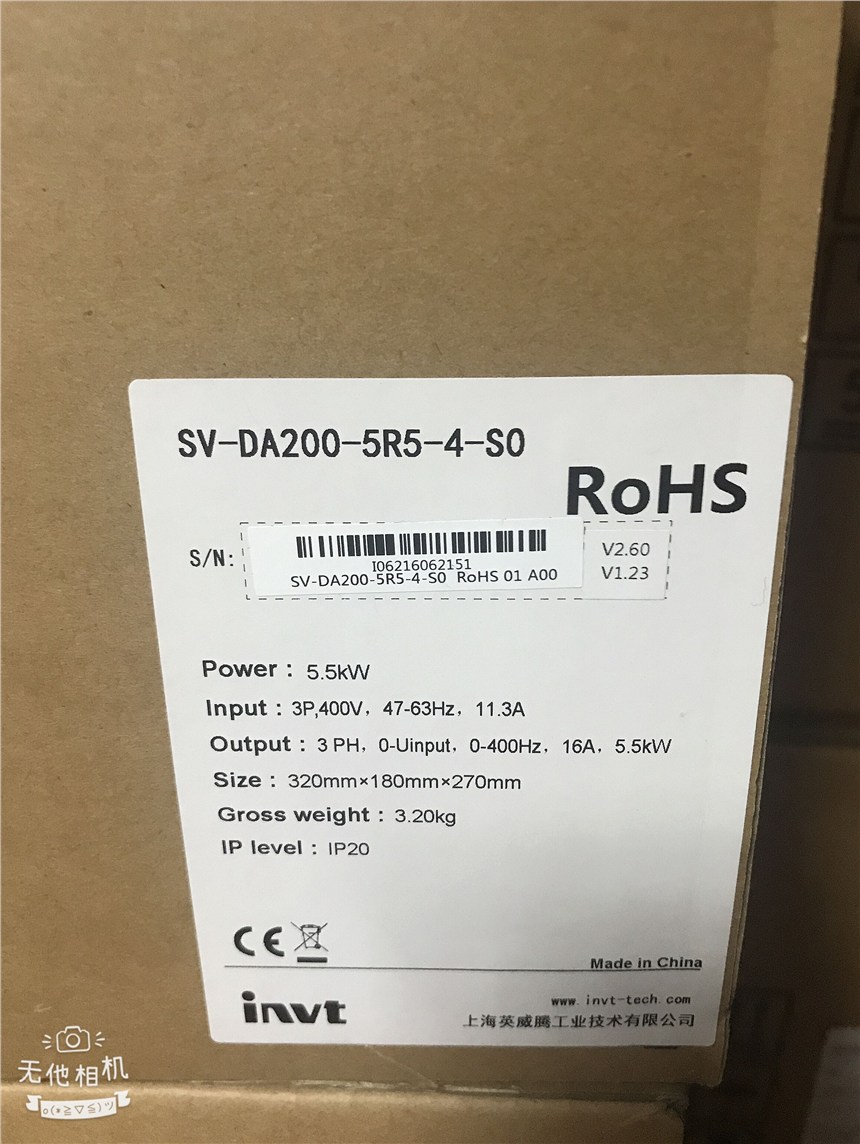 SV-DA200-5R5-4-S0
RoHS
S/N:
I06216062151
SV-DA200-5R5-4-S0 RoHS 01 A00
V2.60
V1.23
Power : 5.5kW
Input : 3P,400V, 47-63Hz, 11.3A
Output : 3 PH, 0-Uinput, 0-400Hz, 16A, 5.5kW
Size : 320mm×180mm×270mm
Gross weight : 3.20kg
IP level : IP20
CE
Made in China
invt
www.invt-tech.com
上海英威腾工业技术有限公司
无他相机
o(*≧▽≦)ツ